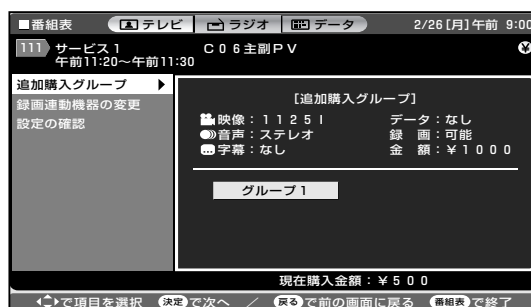 ■番組表 テレビ ラジオ データ 2/26[月]午前 9:00
111 サービス1 C06主副PV ¥
午前11:20～午前11:30
追加購入グループ ▶
録画連動機器の変更
設定の確認
[追加購入グループ]
映像：1125I データ：なし
音声：ステレオ 録 画：可能
字幕：なし 金 額：¥1000
グループ1
現在購入金額：¥500
で項目を選択 決定で次へ ／ 戻るで前の画面に戻る 番組表で終了